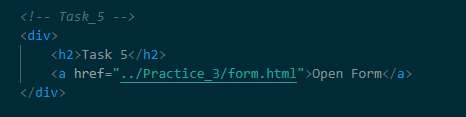 <!-- Task_5 -->
<div>
<h2>Task 5</h2>
<a href="../Practice_3/form.html">Open Form</a>
</div>